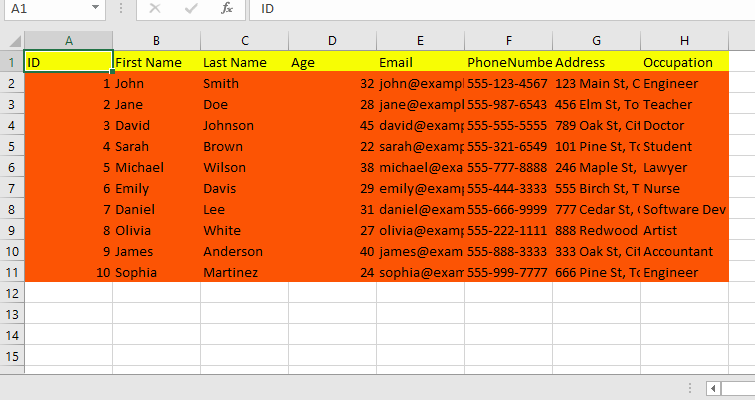 A1 fx ID
A B C D E F G H
1 ID First Name Last Name Age Email PhoneNumbe Address Occupation
2 1 John Smith 32 john@exampl 555-123-4567 123 Main St, C Engineer
3 2 Jane Doe 28 jane@exampl 555-987-6543 456 Elm St, To Teacher
4 3 David Johnson 45 david@examp 555-555-5555 789 Oak St, Cit Doctor
5 4 Sarah Brown 22 sarah@examp 555-321-6549 101 Pine St, To Student
6 5 Michael Wilson 38 michael@exa 555-777-8888 246 Maple St, Lawyer
7 6 Emily Davis 29 emily@examp 555-444-3333 555 Birch St, T Nurse
8 7 Daniel Lee 31 daniel@exam 555-666-9999 777 Cedar St, Software Dev
9 8 Olivia White 27 olivia@examp 555-222-1111 888 Redwood Artist
10 9 James Anderson 40 james@exam 555-888-3333 333 Oak St, Cit Accountant
11 10 Sophia Martinez 24 sophia@exam 555-999-7777 666 Pine St, To Engineer
12
13
14
15